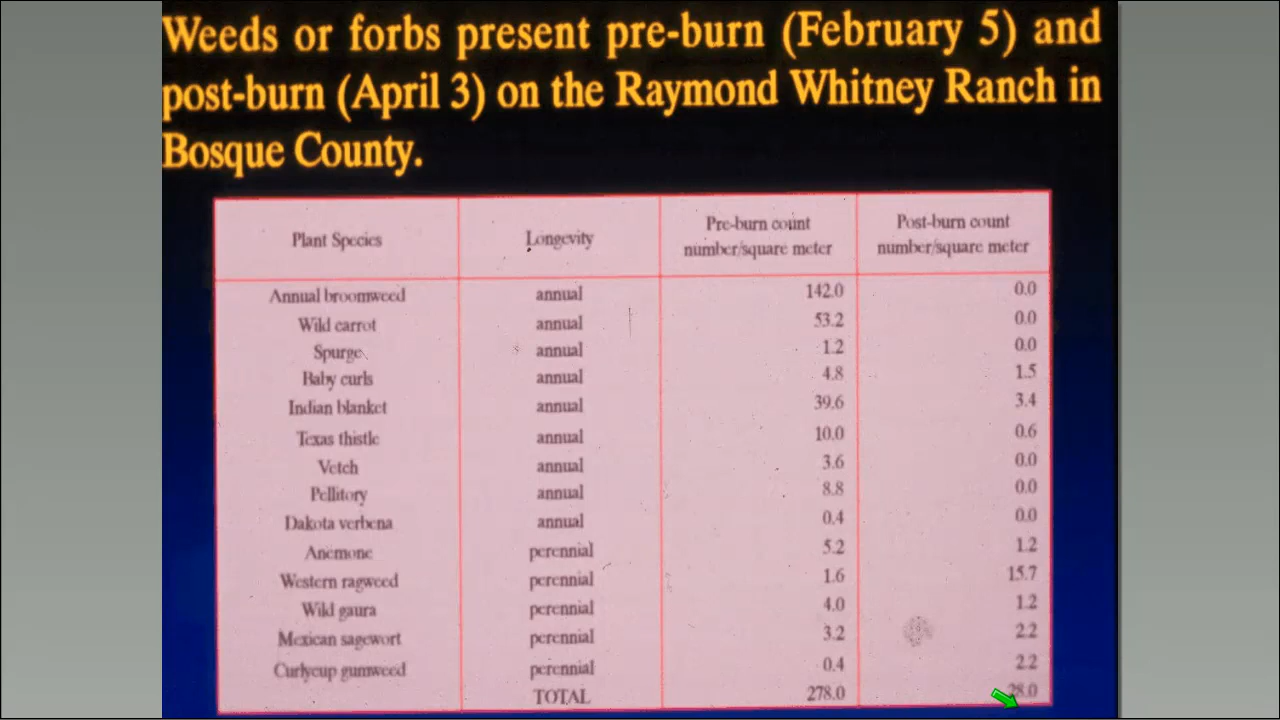 Weeds or forbs present pre-burn (February 5) and
post-burn (April 3) on the Raymond Whitney Ranch in
Bosque County.
Plant Species Longevity Pre-burn count number/square meter Post-burn count number/square meter
Annual broomweed annual 142.0 0.0
Wild carrot annual 53.2 0.0
Spurge annual 1.2 0.0
Baby curls annual 4.8 1.5
Indian blanket annual 39.6 3.4
Texas thistle annual 10.0 0.6
Vetch annual 3.6 0.0
Pellitory annual 8.8 0.0
Dakota verbena annual 0.4 0.0
Anemone perennial 5.2 1.2
Western ragweed perennial 1.6 15.7
Wild gaura perennial 4.0 1.2
Mexican sagewort perennial 3.2 2.2
Curlycup gumweed perennial 0.4 2.2
TOTAL 278.0 28.0